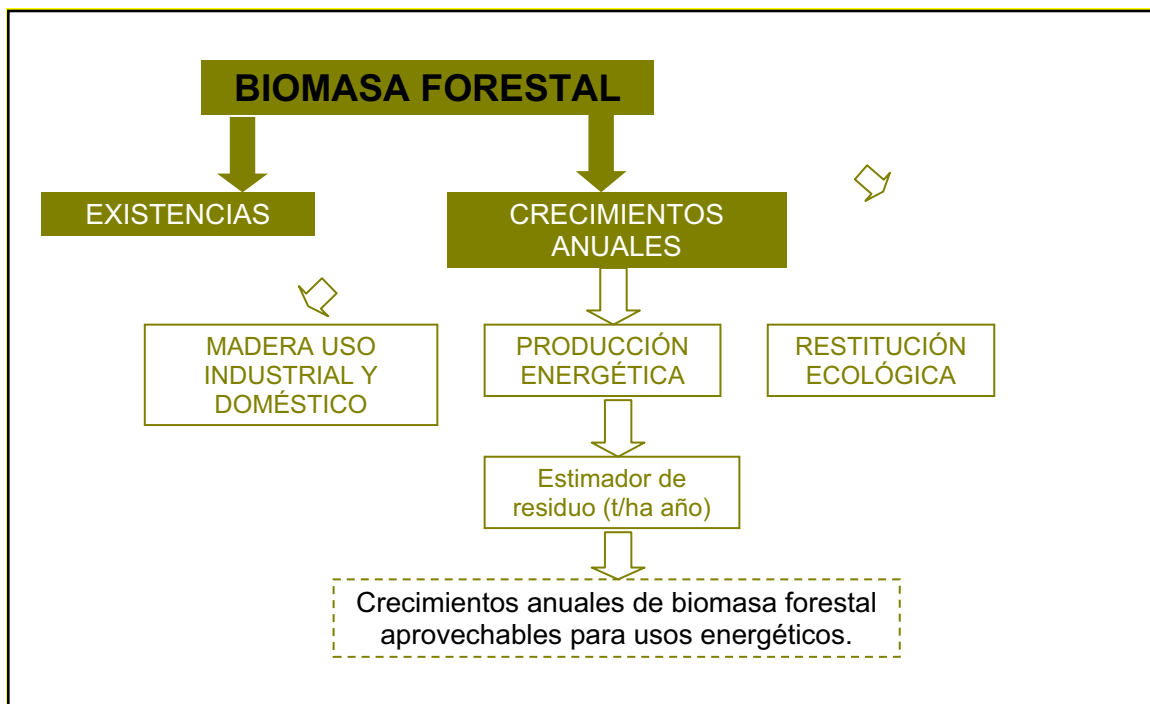 BIOMASA FORESTAL
EXISTENCIAS
CRECIMIENTOS
ANUALES
MADERA USO
INDUSTRIAL Y
DOMÉSTICO
PRODUCCIÓN
ENERGÉTICA
RESTITUCIÓN
ECOLÓGICA
Estimador de
residuo (t/ha año)
Crecimientos anuales de biomasa forestal
aprovechables para usos energéticos.